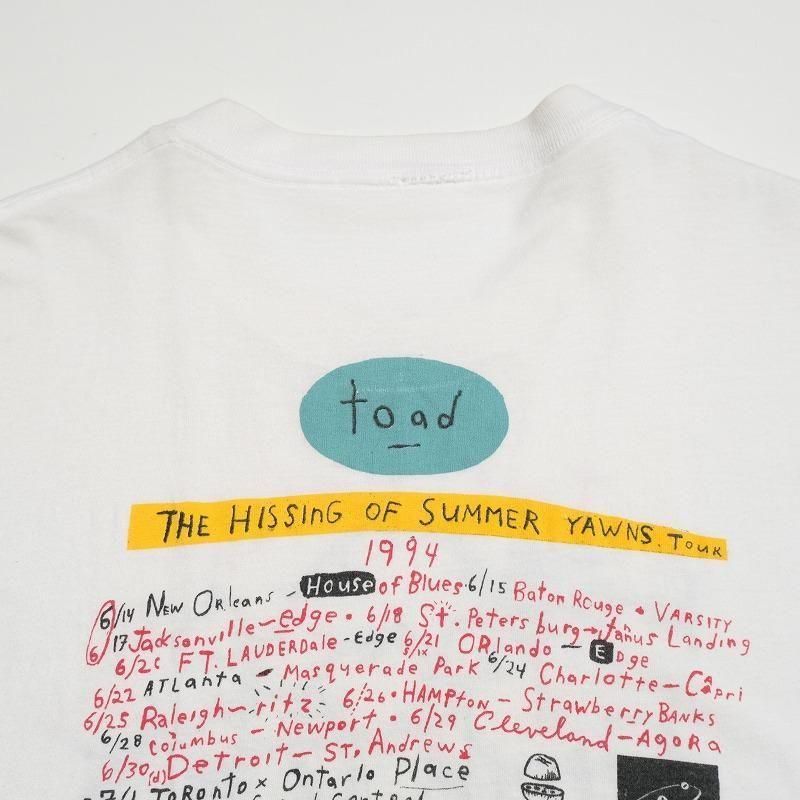 toad
THE HISSING OF SUMMER YAWNS. TOUR
1994
6/14 NEW ORleans - House of Blues · 6/15 Baton Rouge • VARSITY
6/17 Jacksonville - edge • 6/18 St. Petersburg → Janus Landing
FT. LAUDERDAle - Edge 6/21 ORlando - EDge
6/22 ATLanta - Masquerade Park 6/24 Charlotte - Capri
6/25 Raleigh - ritz 6/26 • HAMPton - Strawberry BANKS
6/28 Columbus - Newport • 6/29 Cleveland - AgoRa
6/30 (d) Detroit - ST. Andrews
7/1 ToRonto x Ontario Place